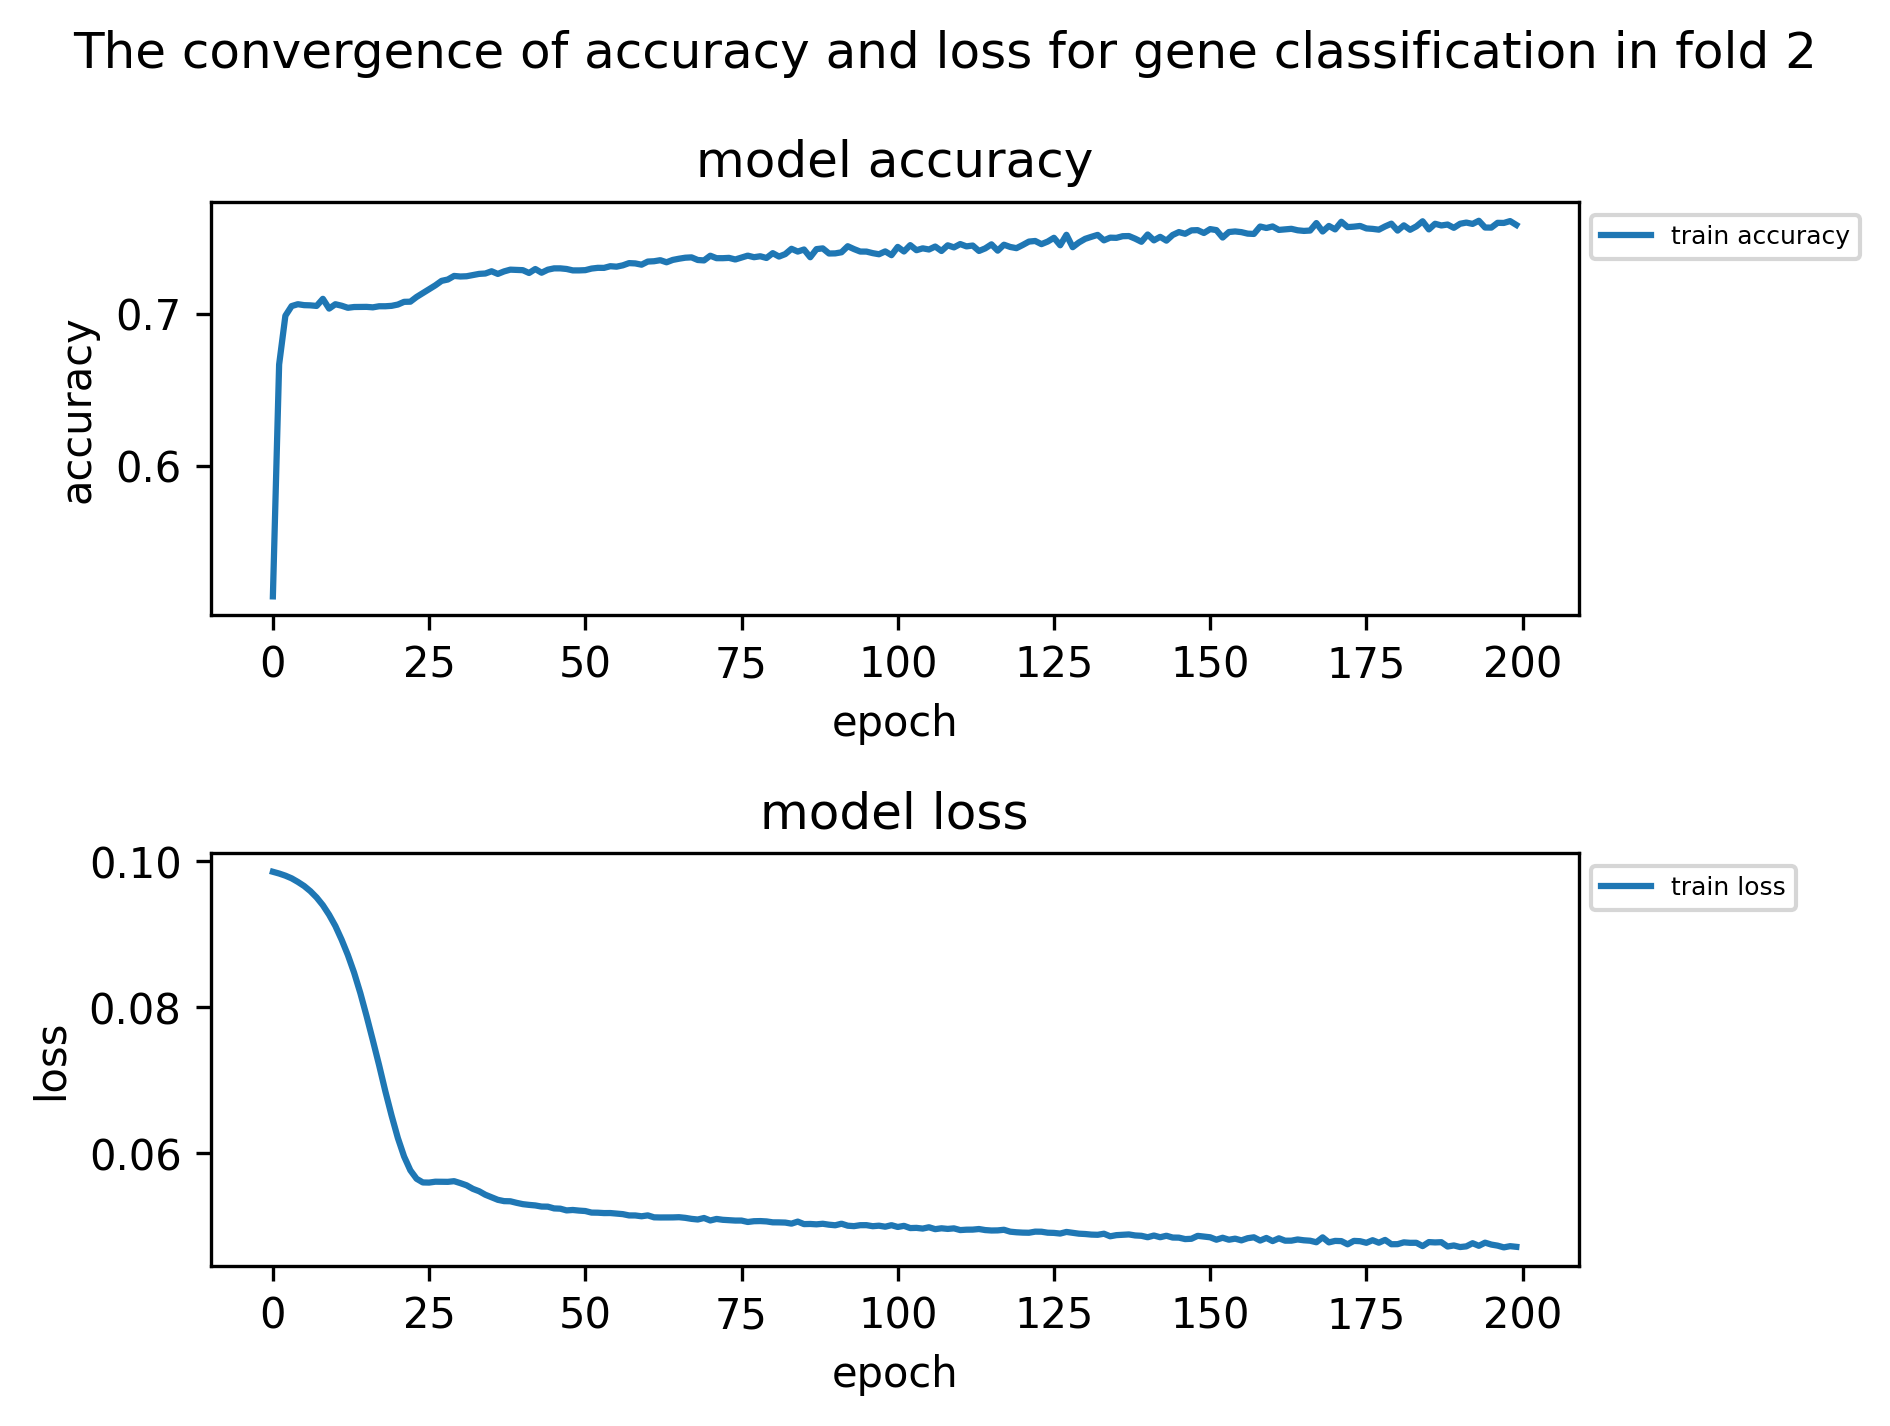 The convergence of accuracy and loss for gene classification in fold 2
model accuracy
train accuracy
0.7
0.6
accuracy
0 25 50 75 100 125 150 175 200
epoch
model loss
train loss
0.10
0.08
0.06
loss
0 25 50 75 100 125 150 175 200
epoch